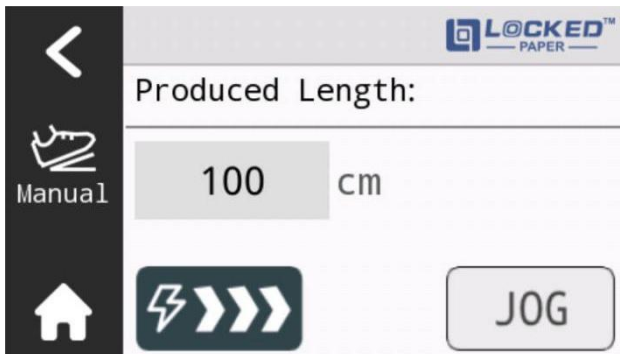 LOCKED™
PAPER
Produced Length:
Manual
100 cm
JOG